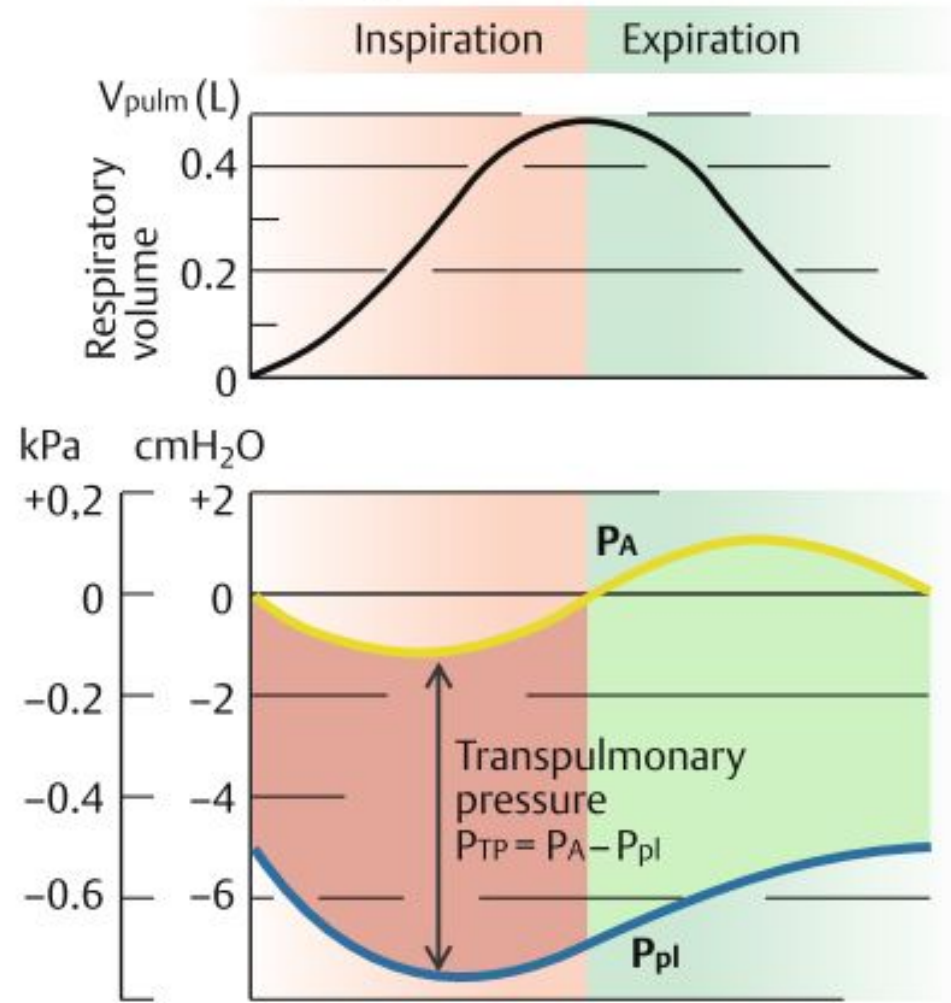 Inspiration Expiration
Vpulm (L)
Respiratory
volume
0.4
0.2
0
kPa cmH₂O
+0,2 +2
PA
0 0
–0.2 –2
Transpulmonary
pressure
PTP = PA – Ppl
–0.4 –4
–0.6 –6
Ppl